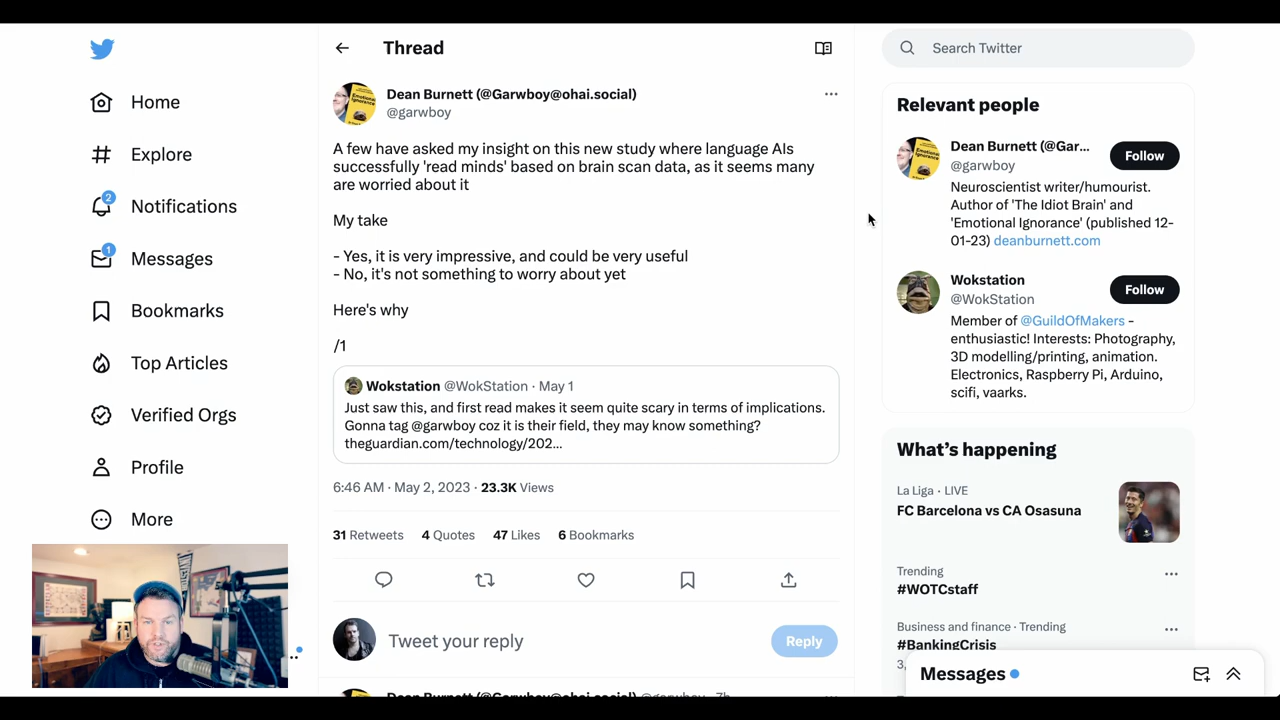 Home
Explore
2
Notifications
1
Messages
Bookmarks
Top Articles
Verified Orgs
Profile
More
Thread
Dean Burnett (@Garwboy@ohai.social)
@garwboy
A few have asked my insight on this new study where language AIs
successfully 'read minds' based on brain scan data, as it seems many
are worried about it
My take
- Yes, it is very impressive, and could be very useful
- No, it's not something to worry about yet
Here's why
/1
Wokstation @WokStation · May 1
Just saw this, and first read makes it seem quite scary in terms of implications.
Gonna tag @garwboy coz it is their field, they may know something?
theguardian.com/technology/202...
6:46 AM · May 2, 2023 · 23.3K Views
31 Retweets 4 Quotes 47 Likes 6 Bookmarks
Tweet your reply
Reply
Dean Burnett (@Garwboy@ohai.social) @garwboy · 7h
Search Twitter
Relevant people
Dean Burnett (@Gar...
@garwboy
Follow
Neuroscientist writer/humourist.
Author of 'The Idiot Brain' and
'Emotional Ignorance' (published 12-
01-23) deanburnett.com
Wokstation
@WokStation
Follow
Member of @GuildOfMakers -
enthusiastic! Interests: Photography,
3D modelling/printing, animation.
Electronics, Raspberry Pi, Arduino,
scifi, vaarks.
What's happening
La Liga · LIVE
FC Barcelona vs CA Osasuna
Trending
#WOTCstaff
Business and finance · Trending
#BankingCrisis
3,
Messages